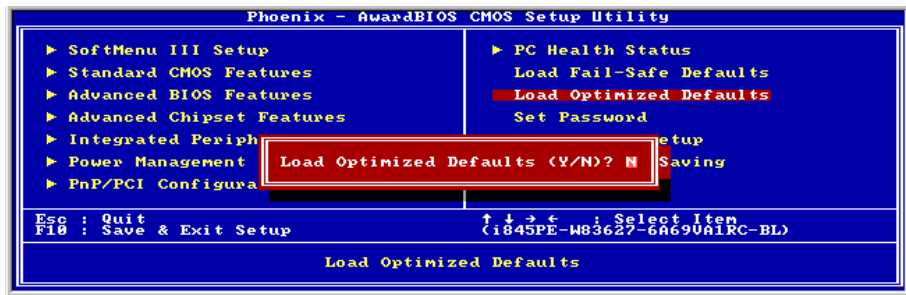 Phoenix - AwardBIOS CMOS Setup Utility
► SoftMenu III Setup
► Standard CMOS Features
► Advanced BIOS Features
► Advanced Chipset Features
► Integrated Periph
► Power Management
► PnP/PCI Configura
► PC Health Status
Load Fail-Safe Defaults
Load Optimized Defaults
Set Password
etup
Saving
Load Optimized Defaults (Y/N)? N
Esc : Quit
F10 : Save & Exit Setup
↑ ↓ → ← : Select Item
(i845PE-W83627-6A69VA1RC-BL)
Load Optimized Defaults